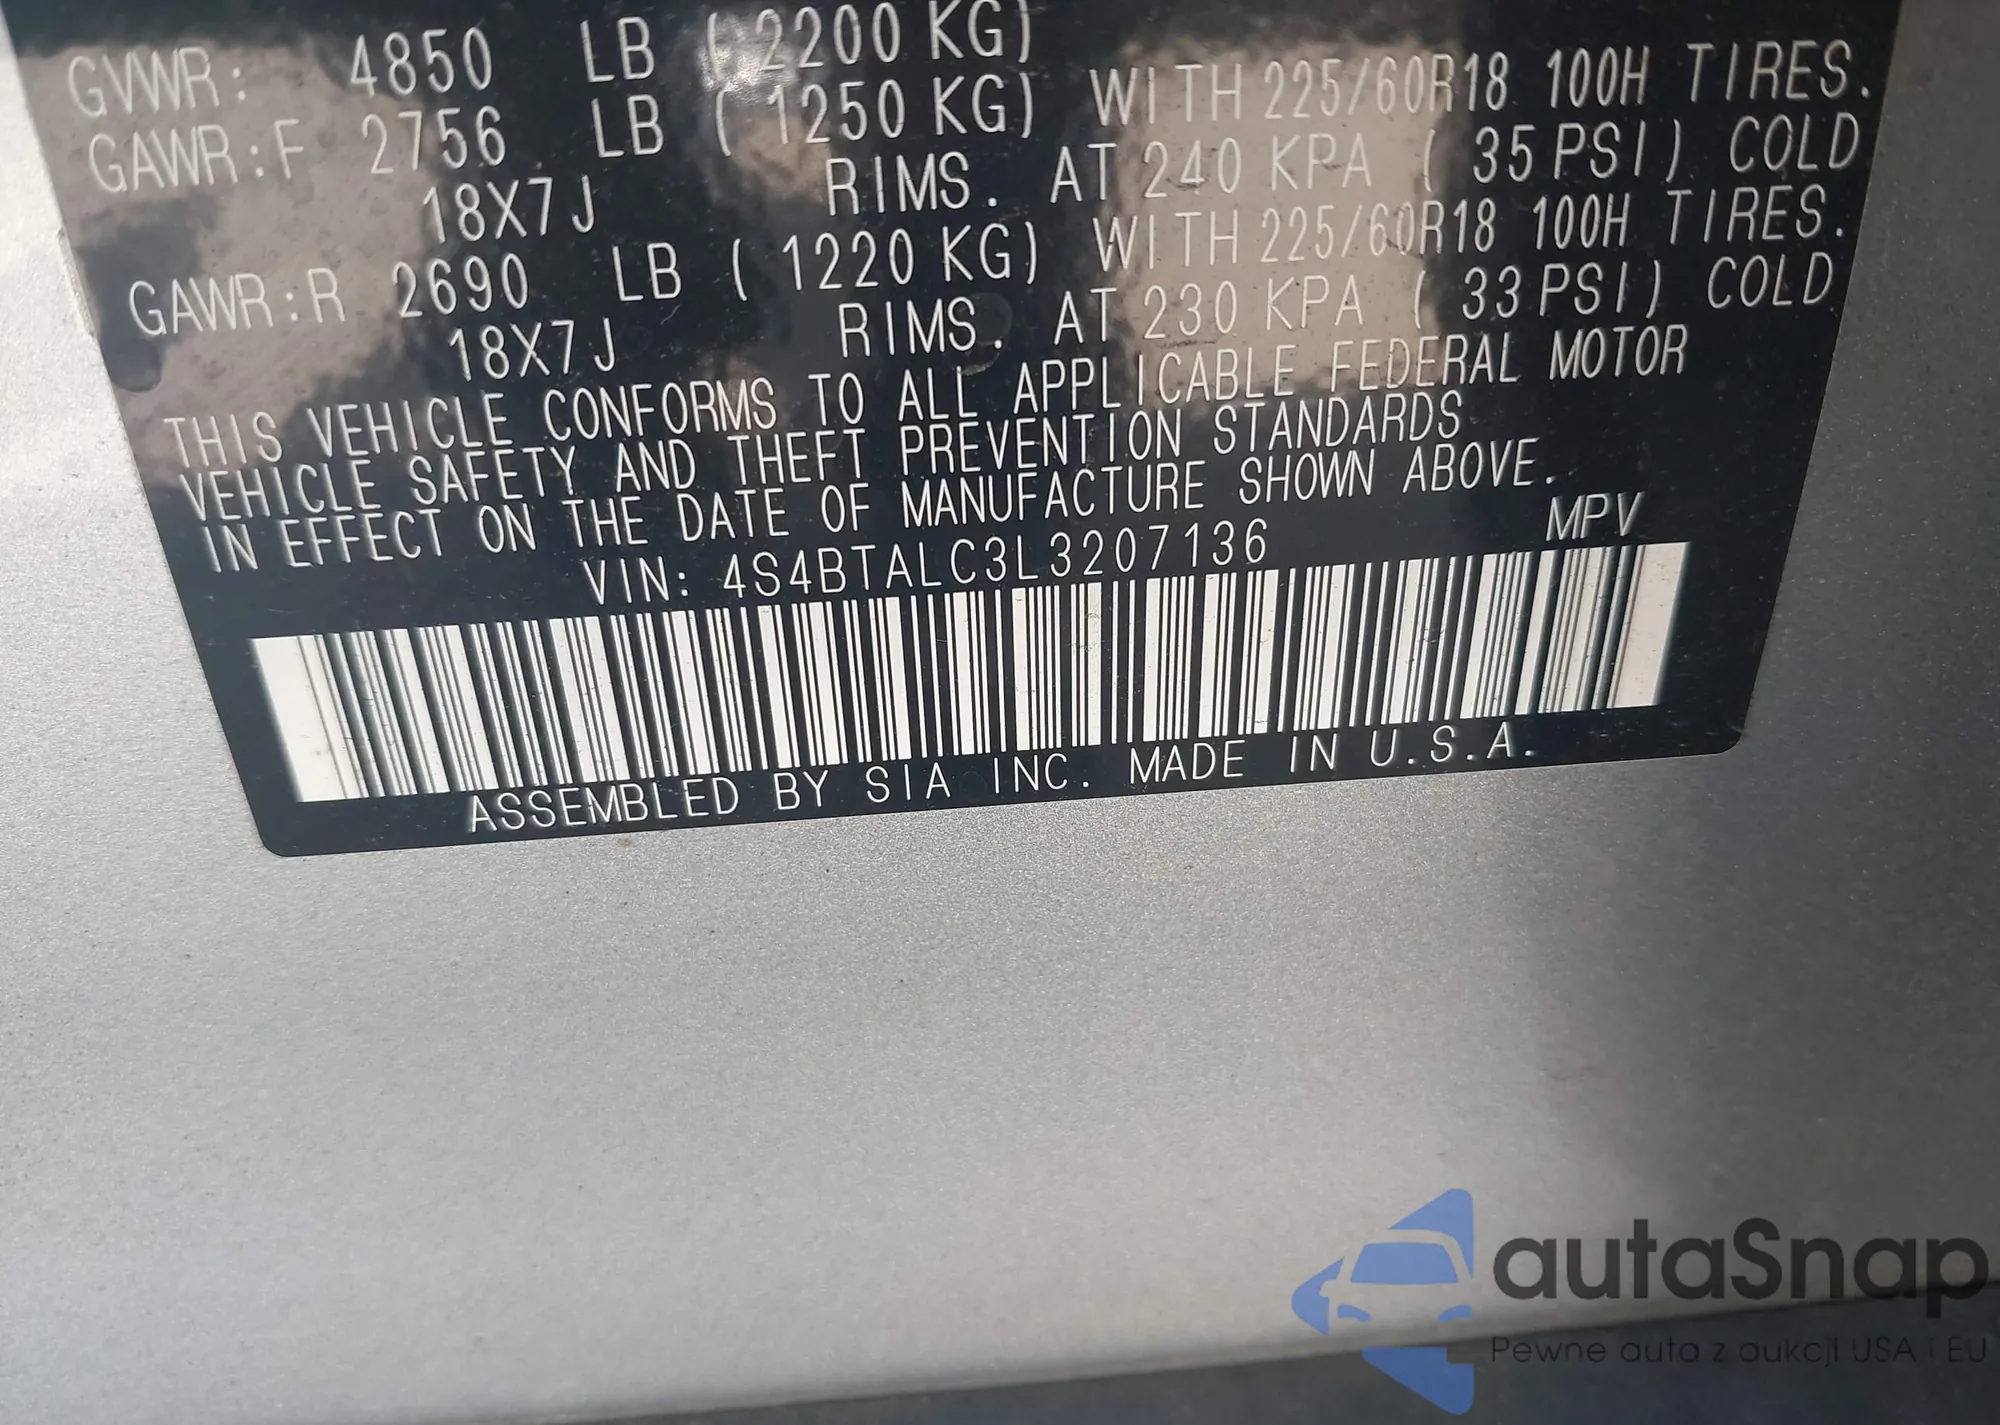 GVWR: 4850 LB ( 2200 KG)
GAWR:F 2756 LB ( 1250 KG) WITH 225/60R18 100H TIRES.
18X7J RIMS. AT 240 KPA ( 35 PSI) COLD
GAWR:R 2690 LB ( 1220 KG) WITH 225/60R18 100H TIRES.
18X7J RIMS. AT 230 KPA ( 33 PSI) COLD
THIS VEHICLE CONFORMS TO ALL APPLICABLE FEDERAL MOTOR
VEHICLE SAFETY AND THEFT PREVENTION STANDARDS
IN EFFECT ON THE DATE OF MANUFACTURE SHOWN ABOVE.
VIN: 4S4BTALC3L3207136 MPV
ASSEMBLED BY SIA INC. MADE IN U.S.A.
autaSnap
Pewne auta z aukcji USA i EU